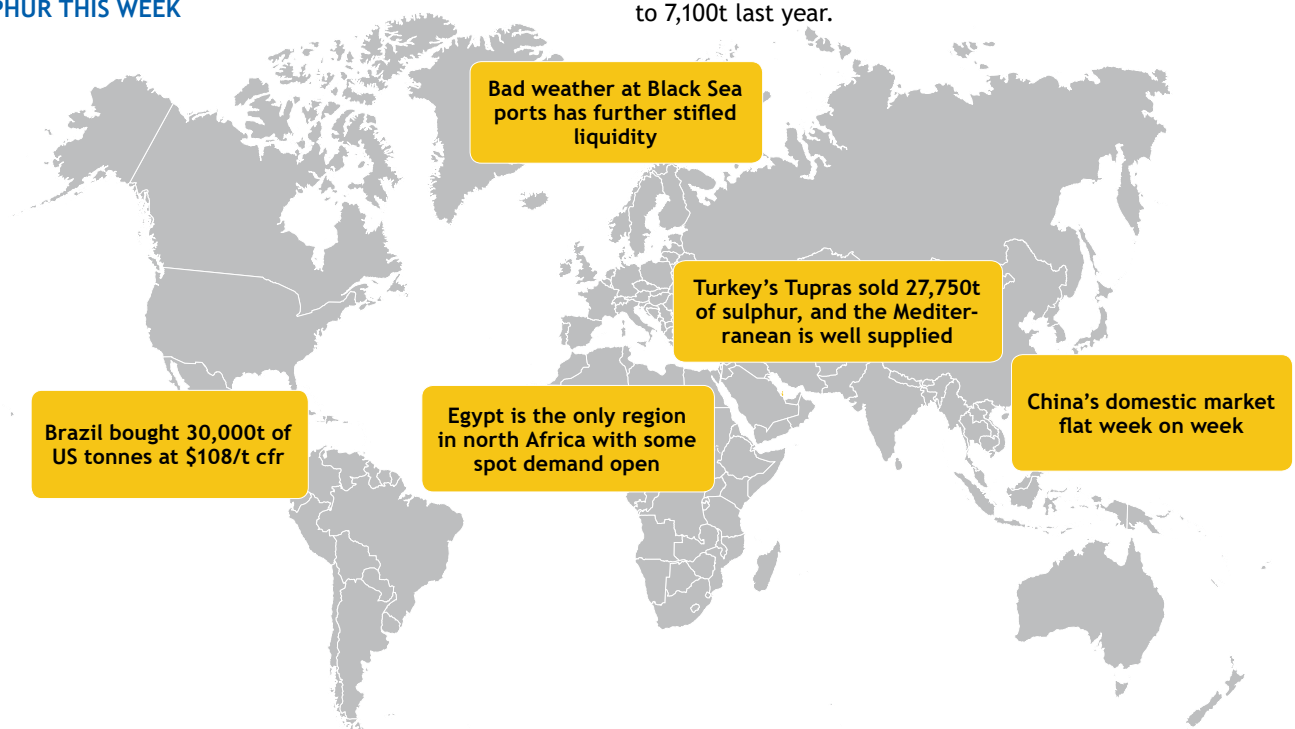 PHUR THIS WEEK
to 7,100t last year.
Bad weather at Black Sea
ports has further stifled
liquidity
Turkey's Tupras sold 27,750t
of sulphur, and the Mediter-
ranean is well supplied
China's domestic market
flat week on week
Egypt is the only region
in north Africa with some
spot demand open
Brazil bought 30,000t of
US tonnes at $108/t cfr